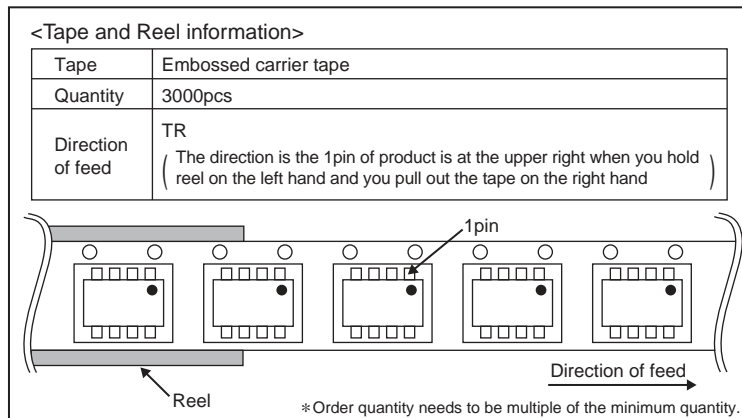 <Tape and Reel information>
Tape Embossed carrier tape
Quantity 3000pcs
Direction of feed TR
( The direction is the 1pin of product is at the upper right when you hold
reel on the left hand and you pull out the tape on the right hand )
1pin
Direction of feed
Reel
∗Order quantity needs to be multiple of the minimum quantity.